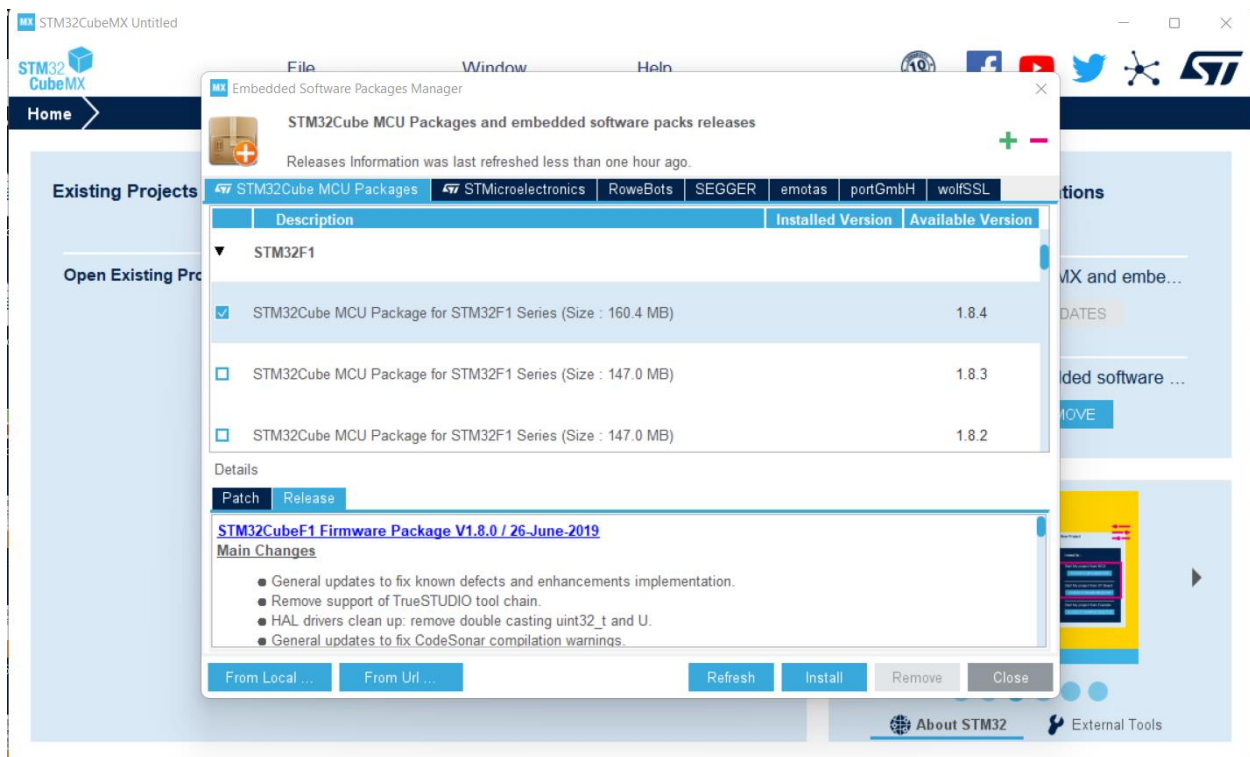 MX STM32CubeMX Untitled
STM32
CubeMX
File Window Help
10
Home
MX Embedded Software Packages Manager
STM32Cube MCU Packages and embedded software packs releases
Releases Information was last refreshed less than one hour ago.
STM32Cube MCU Packages STMicroelectronics RoweBots SEGGER emotas portGmbH wolfSSL
Description Installed Version Available Version
STM32F1
STM32Cube MCU Package for STM32F1 Series (Size : 160.4 MB) 1.8.4
STM32Cube MCU Package for STM32F1 Series (Size : 147.0 MB) 1.8.3
STM32Cube MCU Package for STM32F1 Series (Size : 147.0 MB) 1.8.2
Details
Patch Release
STM32CubeF1 Firmware Package V1.8.0 / 26-June-2019
Main Changes
General updates to fix known defects and enhancements implementation.
Remove support of TrueSTUDIO tool chain.
HAL drivers clean up: remove double casting uint32_t and U.
General updates to fix CodeSonar compilation warnings.
From Local ... From Url ... Refresh Install Remove Close
Existing Projects
Open Existing Pro
tions
MX and embe...
DATES
ded software ...
MOVE
About STM32 External Tools